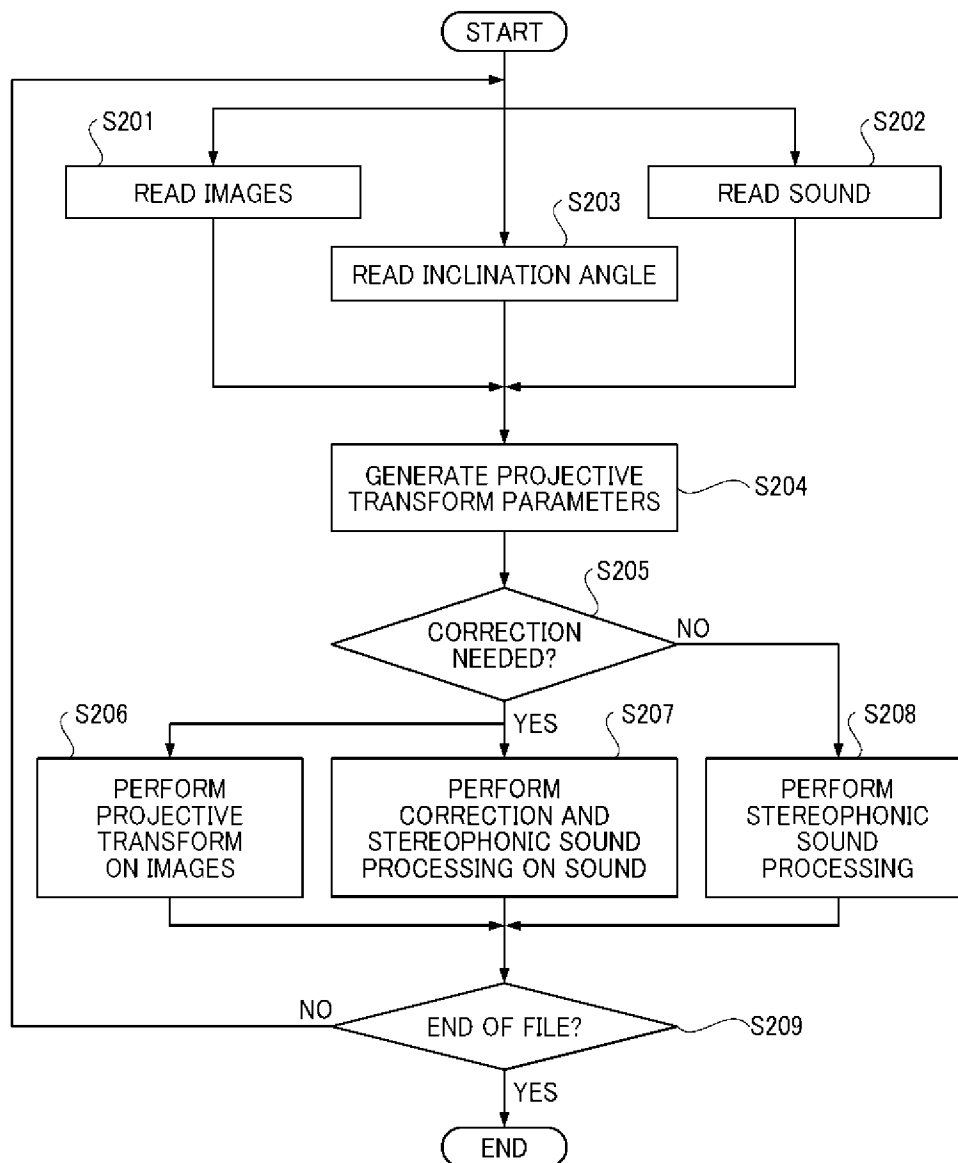 START
S201
S202
READ IMAGES
READ SOUND
S203
READ INCLINATION ANGLE
GENERATE PROJECTIVE
TRANSFORM PARAMETERS
S204
S205
CORRECTION
NEEDED?
NO
YES
S206
S207
S208
PERFORM
PROJECTIVE
TRANSFORM
ON IMAGES
PERFORM
CORRECTION AND
STEREOPHONIC SOUND
PROCESSING ON SOUND
PERFORM
STEREOPHONIC
SOUND
PROCESSING
NO
END OF FILE?
S209
YES
END